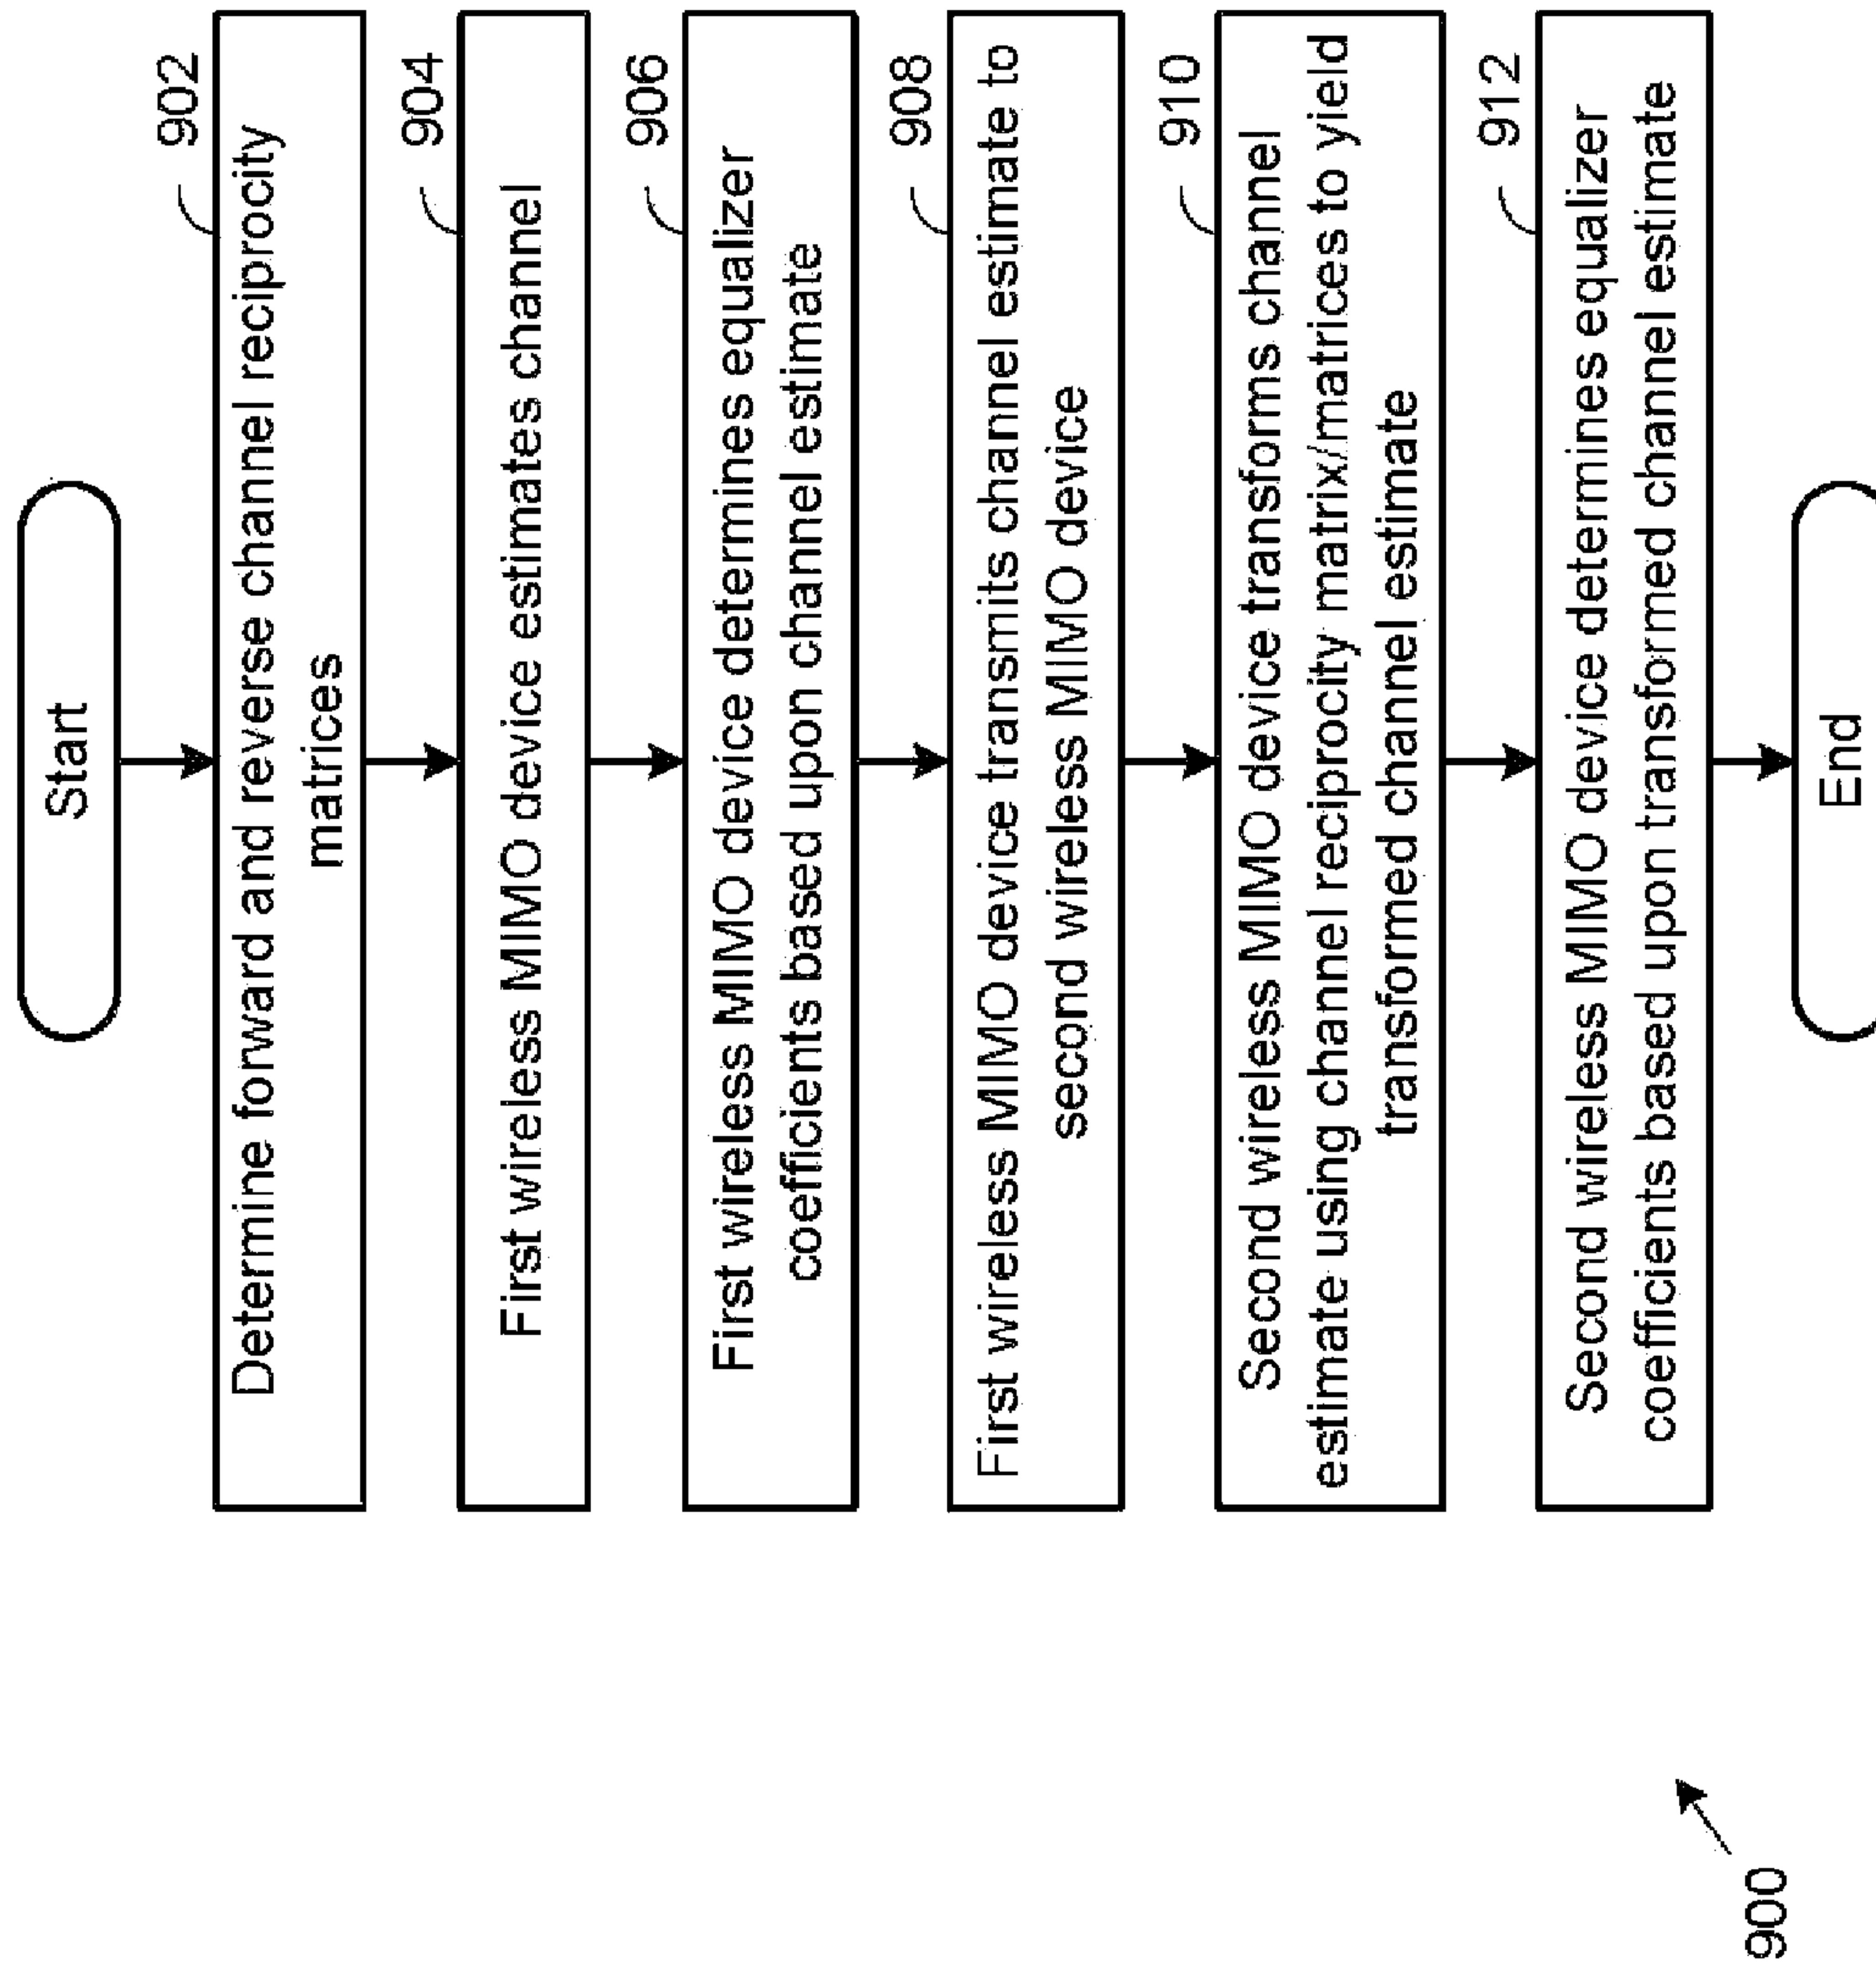 Start
902
Determine forward and reverse channel reciprocity
matrices
904
First wireless MIMO device estimates channel
906
First wireless MIMO device determines equalizer
coefficients based upon channel estimate
908
First wireless MIMO device transmits channel estimate to
second wireless MIMO device
910
Second wireless MIMO device transforms channel
estimate using channel reciprocity matrix/matrices to yield
transformed channel estimate
912
Second wireless MIMO device determines equalizer
coefficients based upon transformed channel estimate
End
900